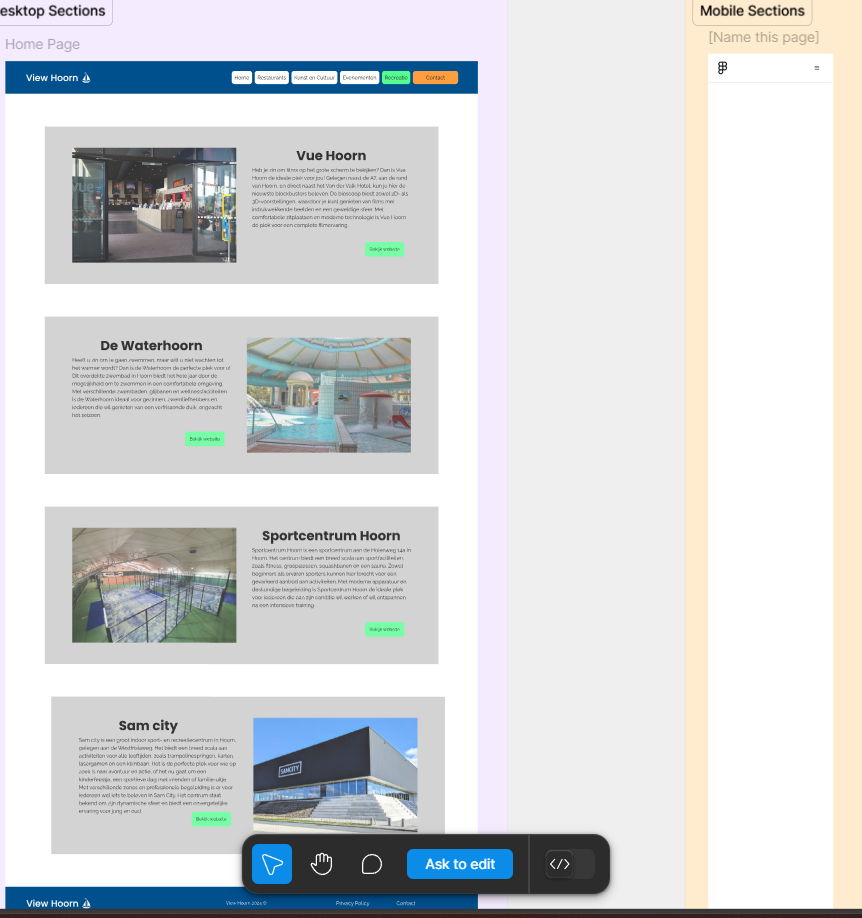 esktop Sections
Mobile Sections
Home Page
[Name this page]
View Hoorn
Home
Restaurants
Kunst en Cultuur
Evenementen
Recreatie
Contact
Vue Hoorn
Heb je zin om films op het grote scherm te bekijken? Dan is Vue
Hoorn de ideale plek voor jou! Gelegen naast de A7, aan de rand
van Hoorn, en direct naast het Van der Valk Hotel, kun je hier de
nieuwste blockbusters beleven. De bioscoop biedt zowel 2D- als
3D-voorstellingen, waardoor je kunt genieten van films met
indrukwekkende beelden en een geweldige sfeer. Met
comfortabele zitplaatsen en moderne technologie is Vue Hoorn
dé plek voor een complete filmervaring.
Bekijk website
De Waterhoorn
Heeft u zin om te gaan zwemmen, maar wilt u niet wachten tot
het warmer wordt? Dan is de Waterhoorn de perfecte plek voor u!
Dit overdekte zwembad in Hoorn biedt het hele jaar door de
mogelijkheid om te zwemmen in een comfortabele omgeving.
Met verschillende zwembaden, glijbanen en wellnessfaciliteiten
is de Waterhoorn ideaal voor gezinnen, zwemliefhebbers en
iedereen die wil genieten van een verfrissende duik, ongeacht
het seizoen.
Bekijk website
Sportcentrum Hoorn
Sportcentrum Hoorn is een sportcentrum aan de Holenweg 14a in
Hoorn. Het centrum biedt een breed scala aan sportfaciliteiten
zoals fitness, groepslessen, squashbanen en een sauna. Zowel
beginners als ervaren sporters kunnen hier terecht voor een
gevarieerd aanbod aan activiteiten. Met moderne apparatuur en
deskundige begeleiding is Sportcentrum Hoorn de ideale plek
voor iedereen die aan zijn conditie wil werken of wil ontspannen
na een intensieve training.
Bekijk website
Sam city
Sam city is een groot indoor sport- en recreatiecentrum in Hoorn,
gelegen aan de Westfriseweg. Het biedt een breed scala aan
activiteiten voor alle leeftijden, zoals trampolinespringen, karten,
lasergamen en een klimbaan. Het is de perfecte plek voor wie op
zoek is naar avontuur en actie, of het nu gaat om een
kinderfeestje, een sportieve dag met vrienden of familie-uitje.
Met verschillende zones en professionele begeleiding is er voor
iedereen wel iets te beleven in Sam City. Het centrum staat
bekend om zijn dynamische sfeer en biedt een onvergetelijke
ervaring voor jong en oud.
Bekijk website
SAMCITY
Ask to edit
View Hoorn
View Hoorn 2024 ©
Privacy Policy
Contact